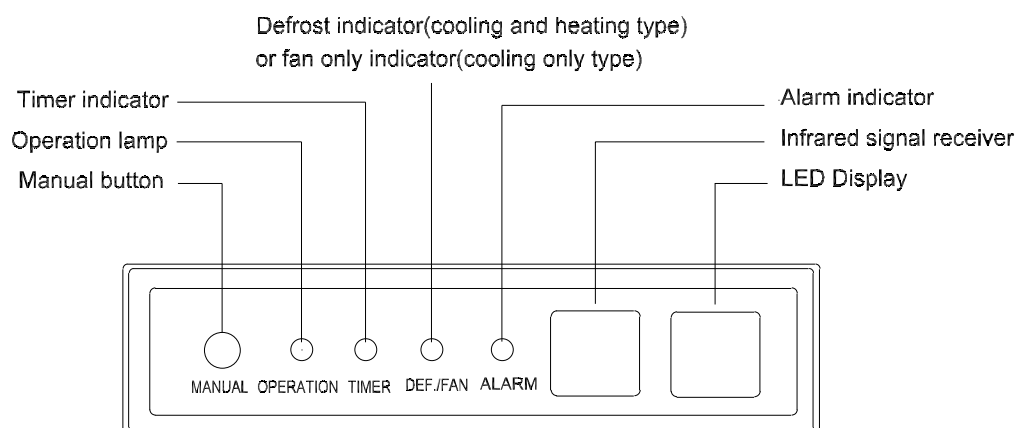 Defrost indicator(cooling and heating type)
or fan only indicator(cooling only type)
Timer indicator
Operation lamp
Manual button
Alarm indicator
Infrared signal receiver
LED Display
MANUAL OPERATION TIMER DEF./FAN ALARM